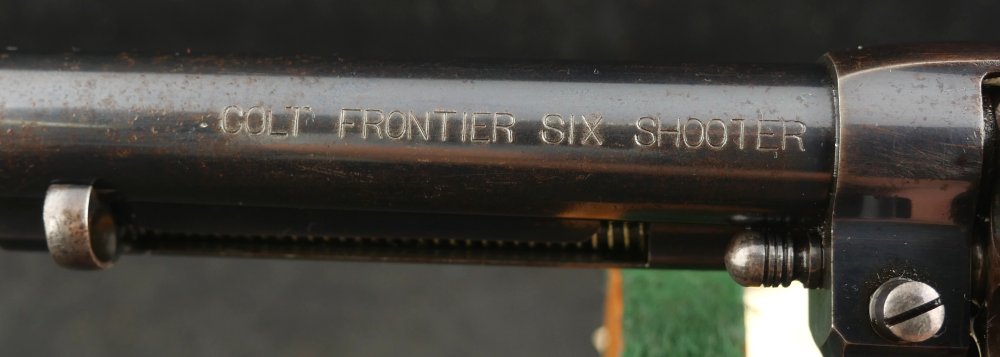 COLT FRONTIER SIX SHOOTER